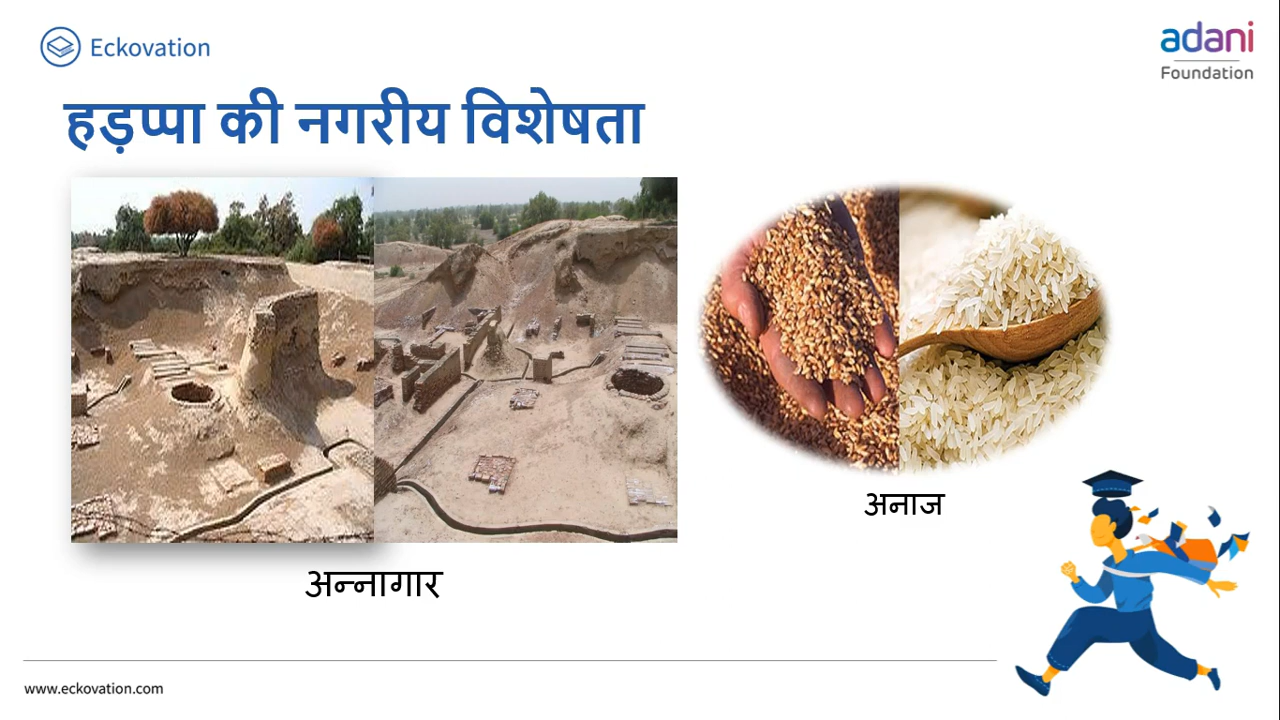 Eckovation
adani
Foundation
हड़प्पा की नगरीय विशेषता
अनाज
अन्नागार
www.eckovation.com